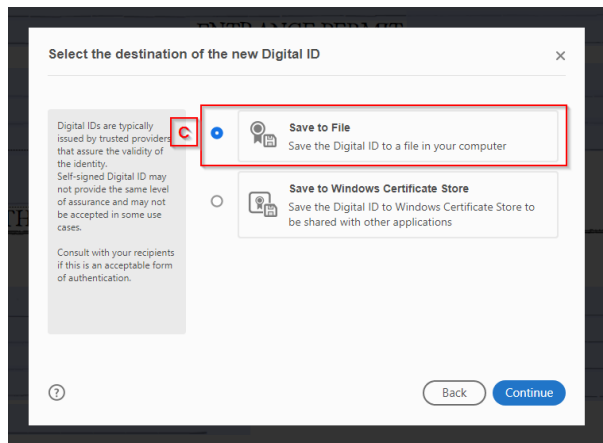 ENTRANCE PERMIT
Select the destination of the new Digital ID
Digital IDs are typically
issued by trusted providers
that assure the validity of
the identity.
Self-signed Digital ID may
not provide the same level
of assurance and may not
be accepted in some use
cases.
Consult with your recipients
if this is an acceptable form
of authentication.
C
Save to File
Save the Digital ID to a file in your computer
Save to Windows Certificate Store
Save the Digital ID to Windows Certificate Store to
be shared with other applications
?
Back
Continue